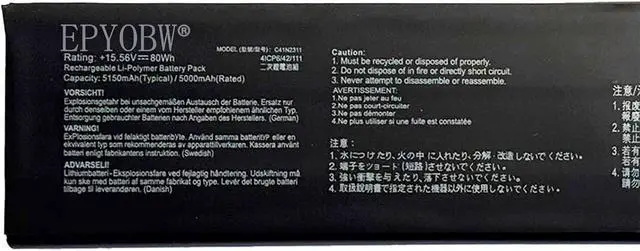 EPYOBW®
MODEL (型號/型号): C41N2311
Rating: +15.56V⎓80Wh 4ICP6/42/111
Rechargeable Li-Polymer Battery Pack 二次鋰電池組
Capacity: 5150mAh(Typical) / 5000mAh(Rated)
VORSICHT!
Explosionsgefahr bei unsachgemäßen Austausch der Batterie, Ersatz nur
durch denselben oder einem vom Hersteller empfohlenem ähnlichen Typ.
Entsorgung gebrauchter Batterien nach Angaben des Herstellers. (German)
VARNING!
ExPlosionsfara vid felaktigt batteribyte. Använd samma batterityp eller en
ekvivalent typ som rekommenderas av apparattillverkaren. Kassera använt
batteri enligt fabrikantens instruktion. (Swedish)
ADVARSELI!
Lithiumbatteri - Eksplosionsfare ved fejlagtig håndtering. Udskiftning må
kun ske med batteri af samme fabrikat og type. Levér det brugte batteri
tilbage til leverandøren. (Danish)
Caution:
1. Must be recycled or disposed of properly.
2. Do not dispose of in fire or directly short circuit.
3. Never attempt to disassemble or reassemble.
AVERTISSEMENT:
1.Ne pas jeter au feu
2.Ne pas court-circuiter
3.Ne pas démonter
4.Ne plus utiliser si une fuite est constatée
注意：
1. 水につけたり、火の中に入れたり、分解・改造しないでください。
2. 端子をショート（短路）させないでください。
3. 強い衝撃を与えたり、落下させないでください。
4. 取扱説明書で指定された機器以外に使用しないでください。
注意/
1. 报废
報廢
2. 禁止
禁
3. 若有
若有
4. 请勿
請勿